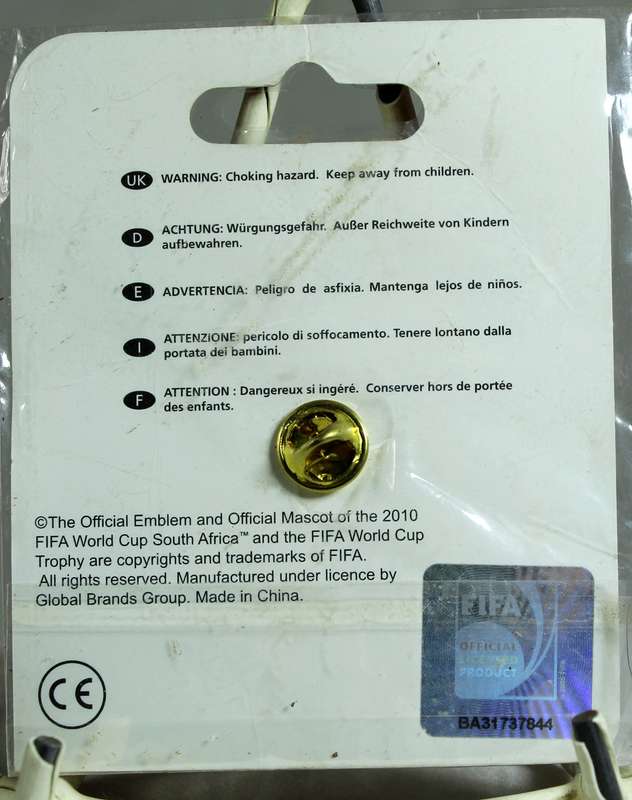 UK WARNING: Choking hazard. Keep away from children.
D ACHTUNG: Würgungsgefahr. Außer Reichweite von Kindern
aufbewahren.
E ADVERTENCIA: Peligro de asfixia. Mantenga lejos de niños.
I ATTENZIONE: pericolo di soffocamento. Tenere lontano dalla
portata dei bambini.
F ATTENTION : Dangereux si ingéré. Conserver hors de portée
des enfants.
©The Official Emblem and Official Mascot of the 2010
FIFA World Cup South Africa™ and the FIFA World Cup
Trophy are copyrights and trademarks of FIFA.
All rights reserved. Manufactured under licence by
Global Brands Group. Made in China.
CE
FIFA
OFFICIAL
LICENSED
PRODUCT
BA31737844